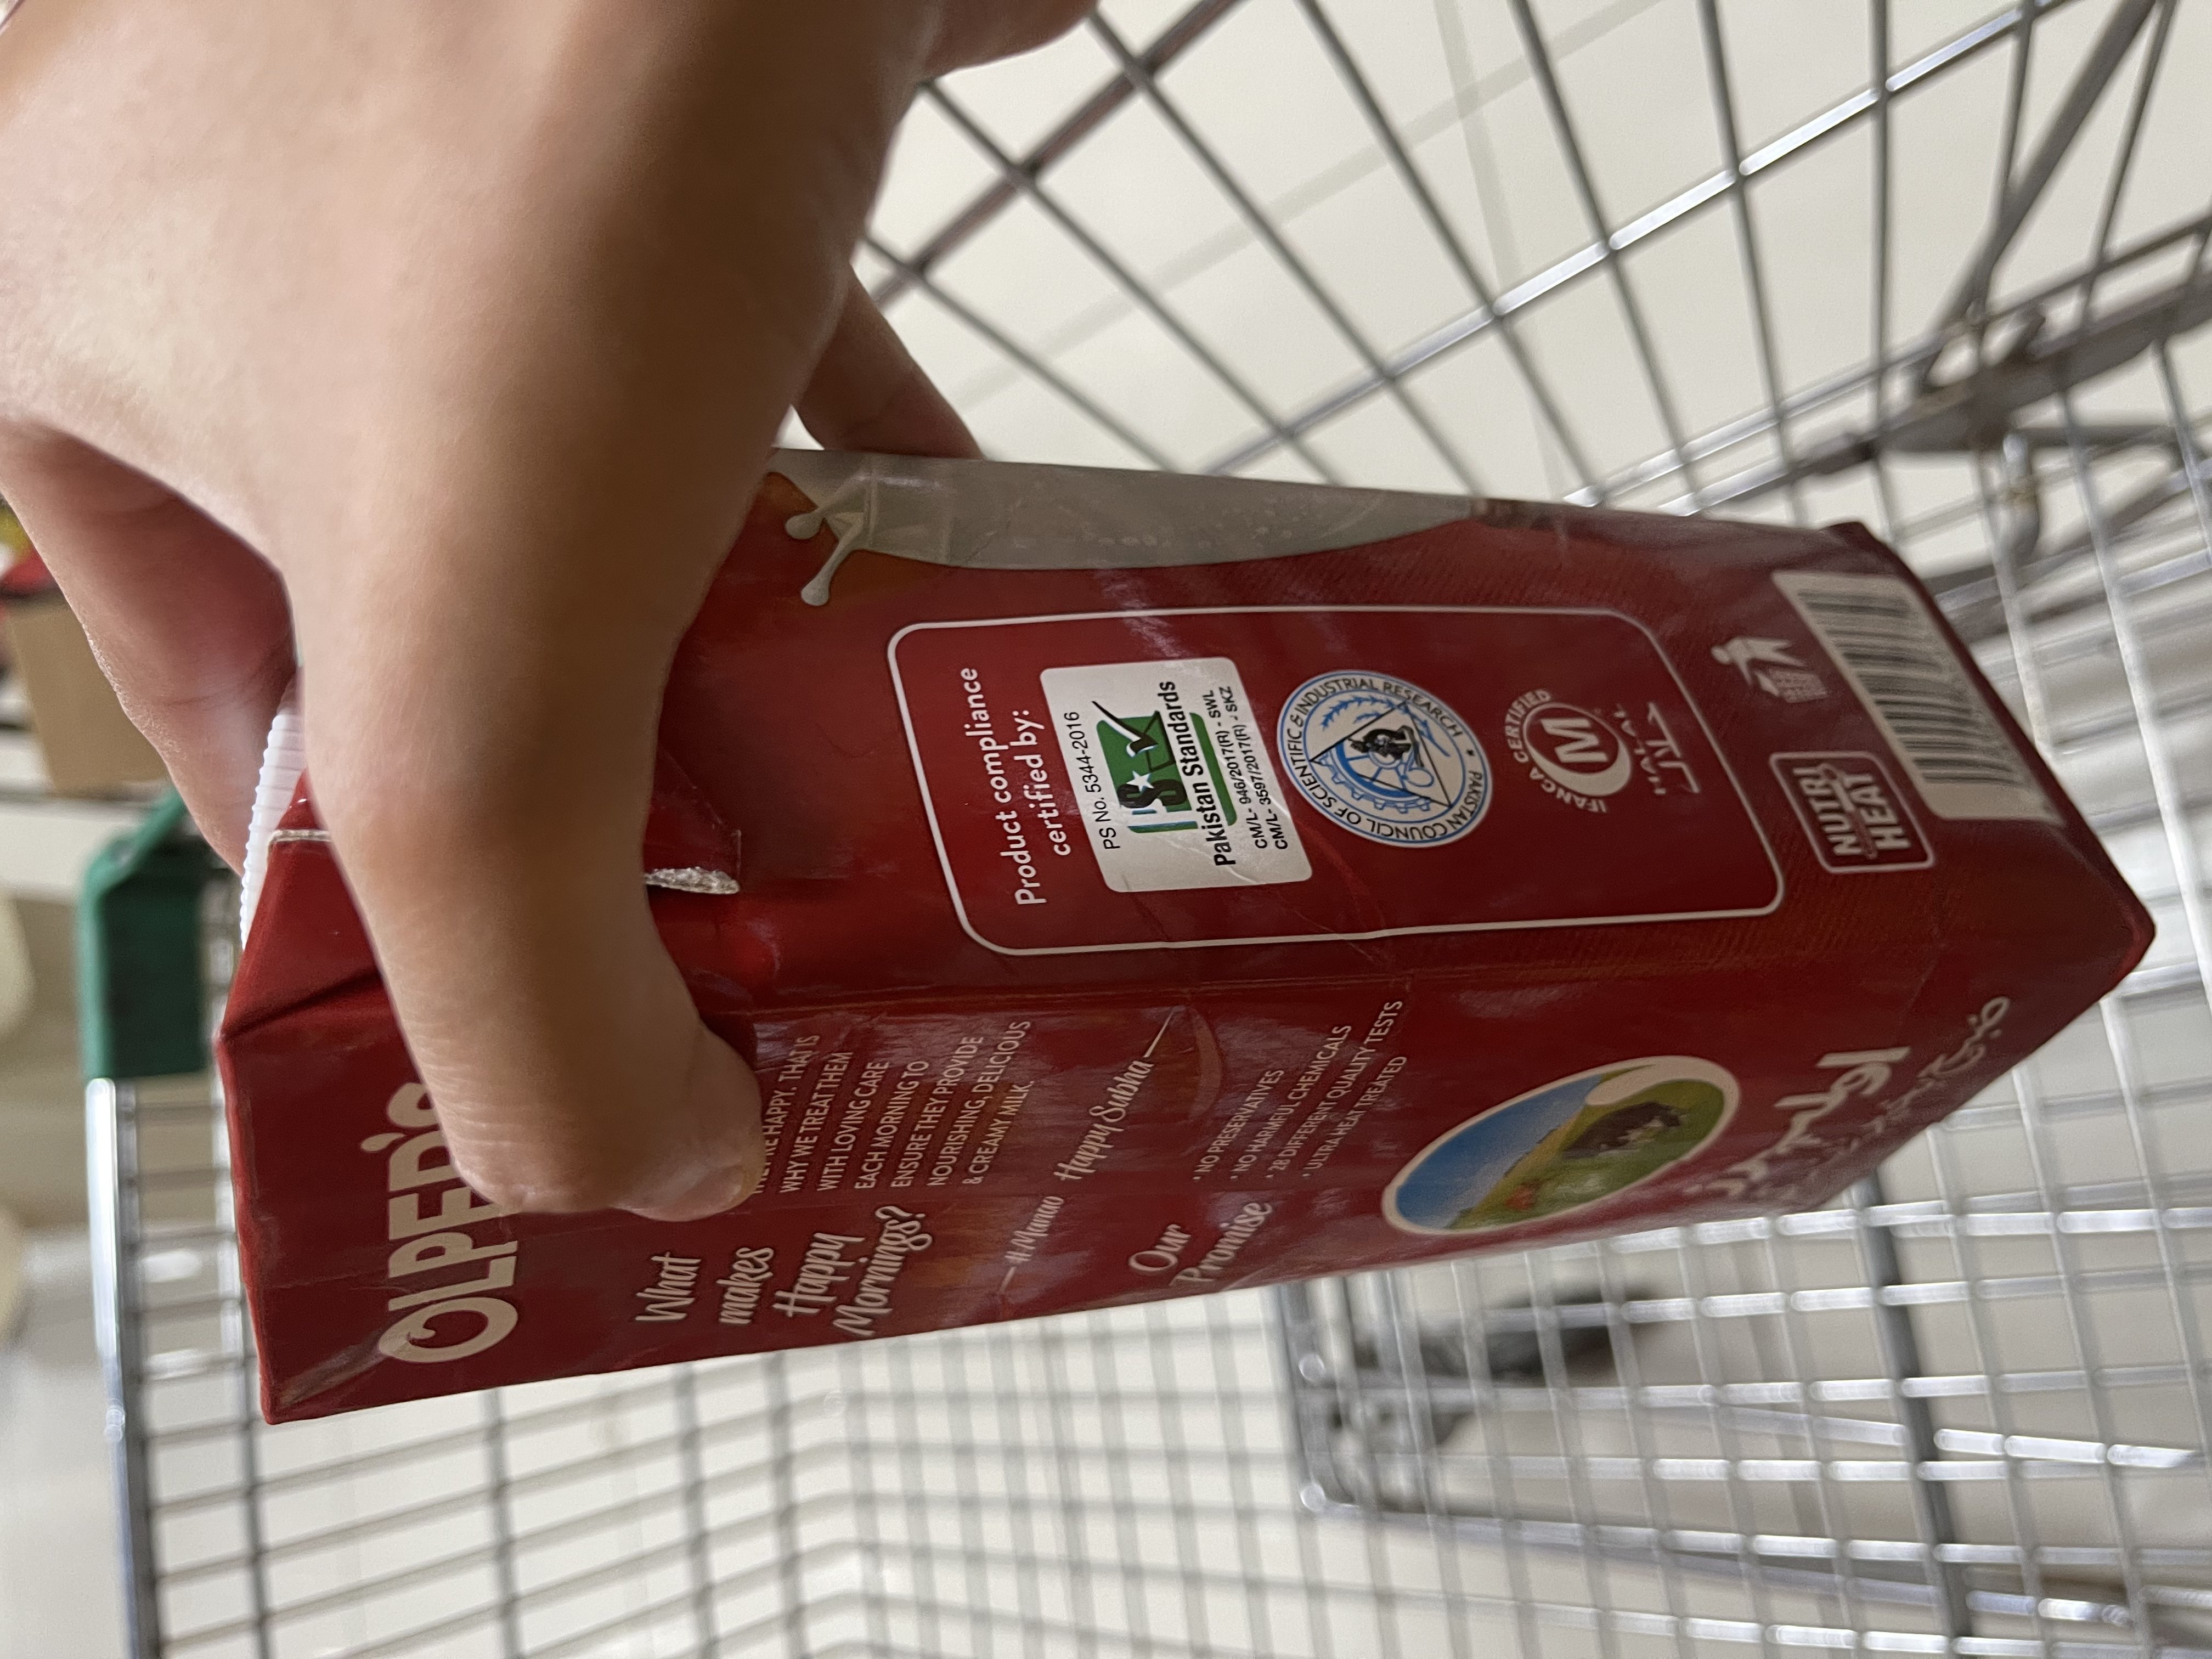 OLPER'S
What
makes
Happy
Mornings?
THEY'RE HAPPY. THAT IS
WHY WE TREAT THEM
WITH LOVING CARE
EACH MORNING TO
ENSURE THEY PROVIDE
NOURISHING, DELICIOUS
& CREAMY MILK.
#Manao Happy Subha
Our
Promise
• NO PRESERVATIVES
• NO HARMFUL CHEMICALS
• 28 DIFFERENT QUALITY TESTS
• ULTRA HEAT TREATED
اولپرز
صبح بخیر
Product compliance
certified by:
PS No. 5344-2016
PS
Pakistan Standards
CM/L- 946/2017(R) - SWL
CM/L- 3597/2017(R) - SKZ
PAKISTAN COUNCIL OF SCIENTIFIC & INDUSTRIAL RESEARCH
IFANCA CERTIFIED
M
HALAL
حلال
NUTRI
HEAT